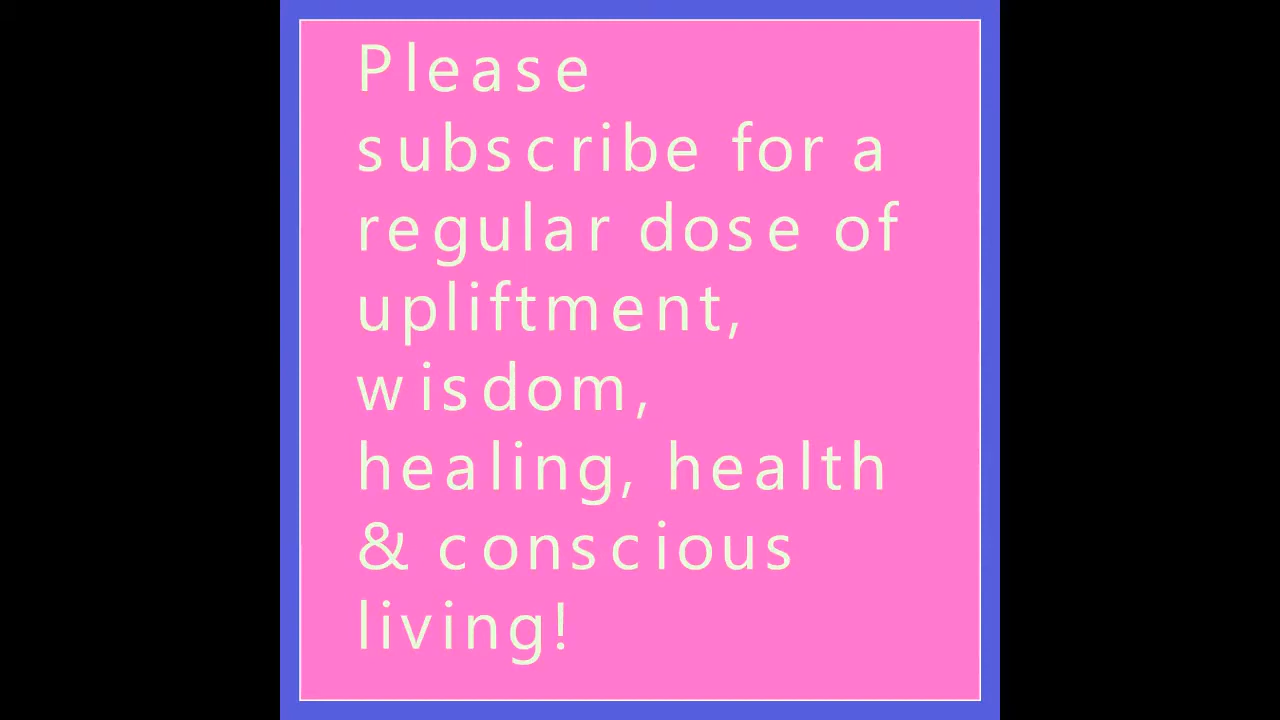 Please
subscribe for a
regular dose of
upliftment,
wisdom,
healing, health
& conscious
living!